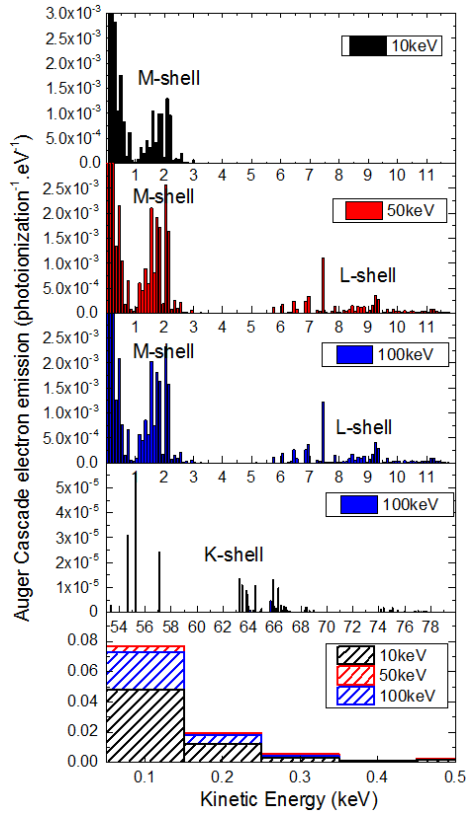 Auger Cascade electron emission (photoionization⁻¹.eV⁻¹)
3.0x10⁻³
2.5x10⁻³
2.0x10⁻³
1.5x10⁻³
1.0x10⁻³
5.0x10⁻⁴
0.0
M-shell
10keV
1 2 3 4 5 6 7 8 9 10 11
2.5x10⁻³
2.0x10⁻³
1.5x10⁻³
1.0x10⁻³
5.0x10⁻⁴
0.0
M-shell
50keV
L-shell
1 2 3 4 5 6 7 8 9 10 11
2.5x10⁻³
2.0x10⁻³
1.5x10⁻³
1.0x10⁻³
5.0x10⁻⁴
0.0
M-shell
100keV
L-shell
1 2 3 4 5 6 7 8 9 10 11
5x10⁻⁵
4x10⁻⁵
3x10⁻⁵
2x10⁻⁵
1x10⁻⁵
0
100keV
K-shell
54 56 58 60 62 64 66 68 70 72 74 76 78
0.08
0.06
0.04
0.02
0.00
10keV
50keV
100keV
0.1 0.2 0.3 0.4 0.5
Kinetic Energy (keV)